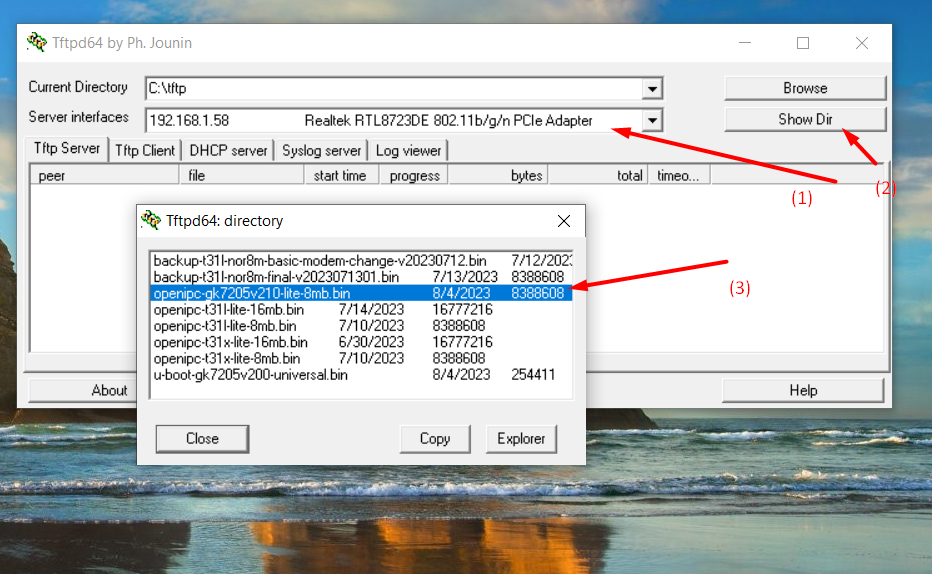 Tftpd64 by Ph. Jounin
Current Directory C:\tftp Browse
Server interfaces 192.168.1.58 Realtek RTL8723DE 802.11b/g/n PCIe Adapter Show Dir
Tftp Server Tftp Client DHCP server Syslog server Log viewer
peer file start time progress bytes total timeo...
(1)
(2)
Tftpd64: directory
backup-t31l-nor8m-basic-modem-change-v20230712.bin 7/12/2023
backup-t31l-nor8m-final-v2023071301.bin 7/13/2023 8388608
openipc-gk7205v210-lite-8mb.bin 8/4/2023 8388608
(3)
openipc-t31l-lite-16mb.bin 7/14/2023 16777216
openipc-t31l-lite-8mb.bin 7/10/2023 8388608
openipc-t31x-lite-16mb.bin 6/30/2023 16777216
openipc-t31x-lite-8mb.bin 7/10/2023 8388608
u-boot-gk7205v200-universal.bin 8/4/2023 254411
About Help
Close Copy Explorer